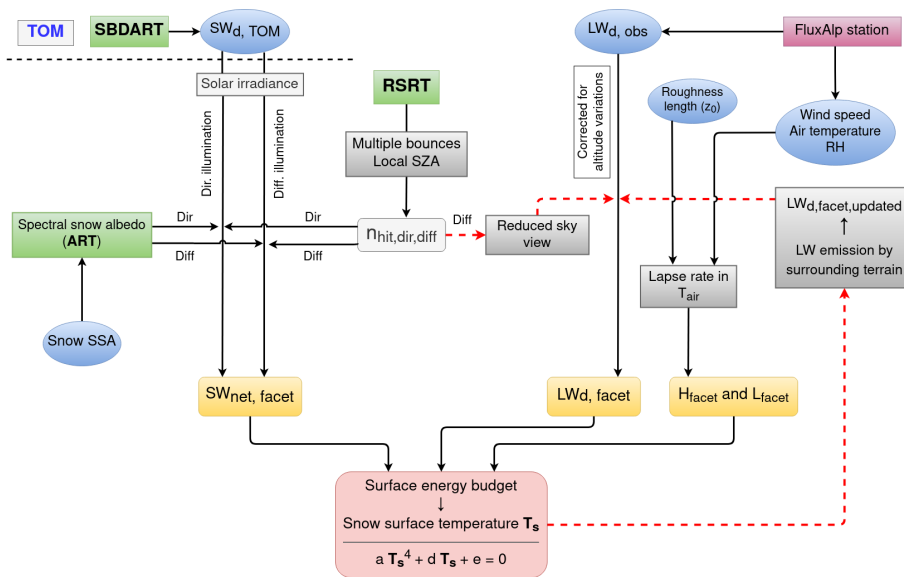 TOM
SBDART
SWd, TOM
LWd, obs
FluxAlp station
Solar irradiance
RSRT
Roughness
length (z0)
Wind speed
Air temperature
RH
Dir. illumination
Diff. illumination
Multiple bounces
Local SZA
Corrected for
altitude variations
Spectral snow albedo
(ART)
Dir
Diff
Dir
Diff
nhit,dir,diff
Diff
Reduced sky
view
LWd,facet,updated
↑
LW emission by
surrounding terrain
Lapse rate in
Tair
Snow SSA
SWnet, facet
LWd, facet
Hfacet and Lfacet
Surface energy budget
↓
Snow surface temperature Ts
a Ts⁴ + d Ts + e = 0